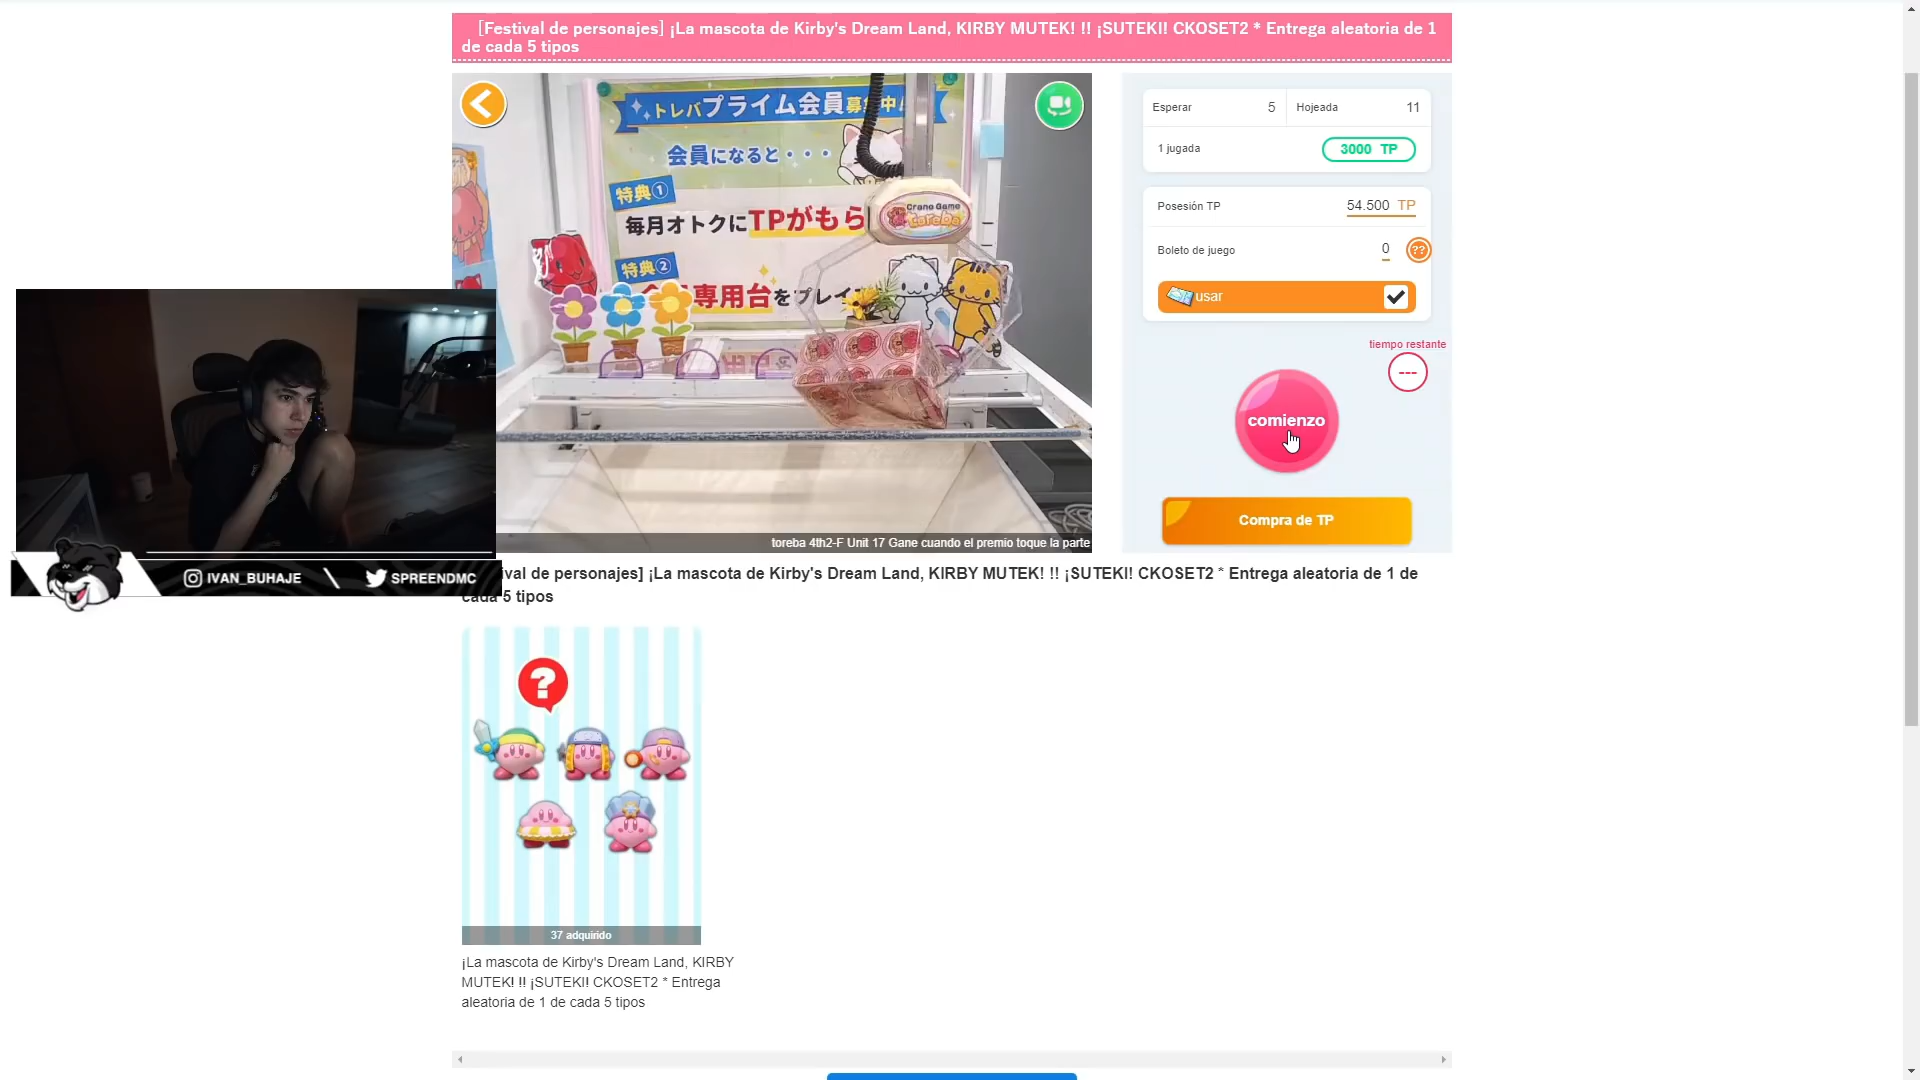 [Festival de personajes] ¡La mascota de Kirby's Dream Land, KIRBY MUTEK! !! ¡SUTEKI! CKOSET2 * Entrega aleatoria de 1
de cada 5 tipos
トレバプライム会員募集中!
会員になると・・・
特典①
毎月オトクにTPがもら
特典②
専用台をプレイ
Crane Game
toreba
toreba 4th2-F Unit 17 Gane cuando el premio toque la parte
Esperar 5 Hojeada 11
1 jugada 3000 TP
Posesión TP 54.500 TP
Boleto de juego 0 ??
usar
tiempo restante
---
comienzo
Compra de TP
IVAN_BUHAJE \ SPREENDMC
ival de personajes] ¡La mascota de Kirby's Dream Land, KIRBY MUTEK! !! ¡SUTEKI! CKOSET2 * Entrega aleatoria de 1 de
cada 5 tipos
?
37 adquirido
¡La mascota de Kirby's Dream Land, KIRBY
MUTEK! !! ¡SUTEKI! CKOSET2 * Entrega
aleatoria de 1 de cada 5 tipos